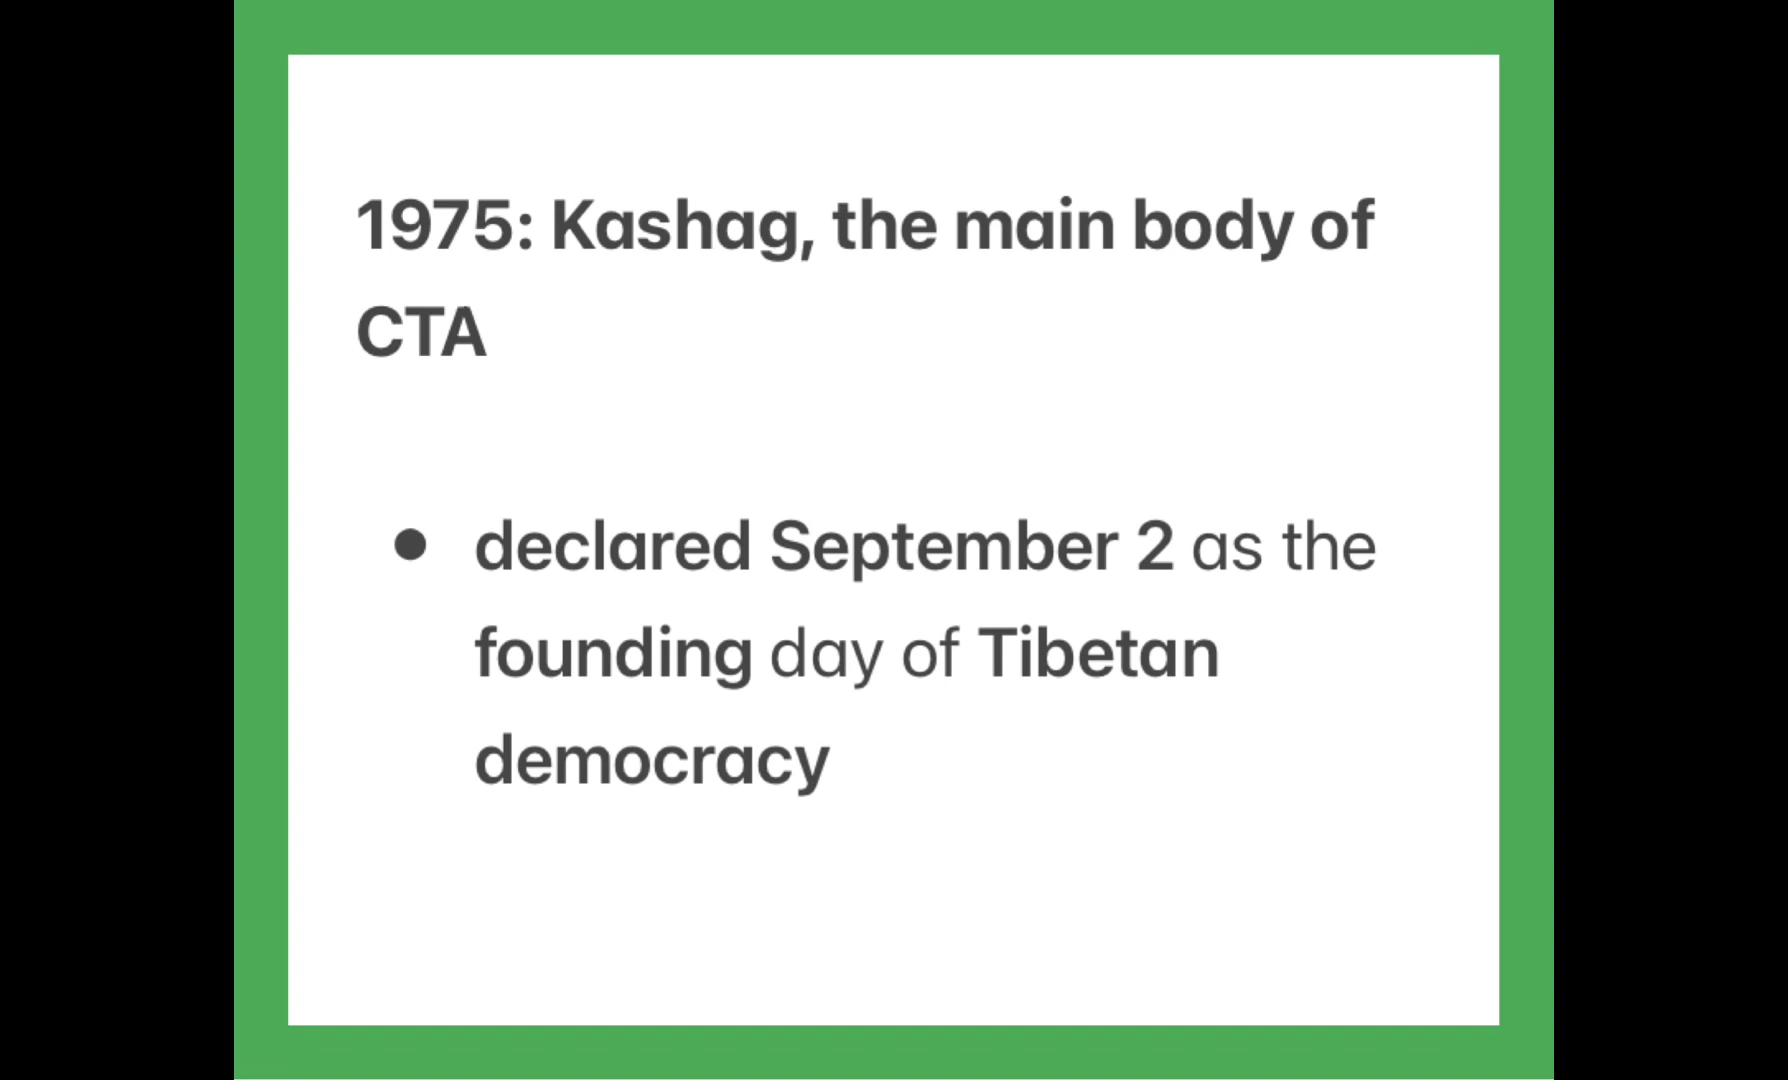 1975: Kashag, the main body of
CTA
● declared September 2 as the
founding day of Tibetan
democracy